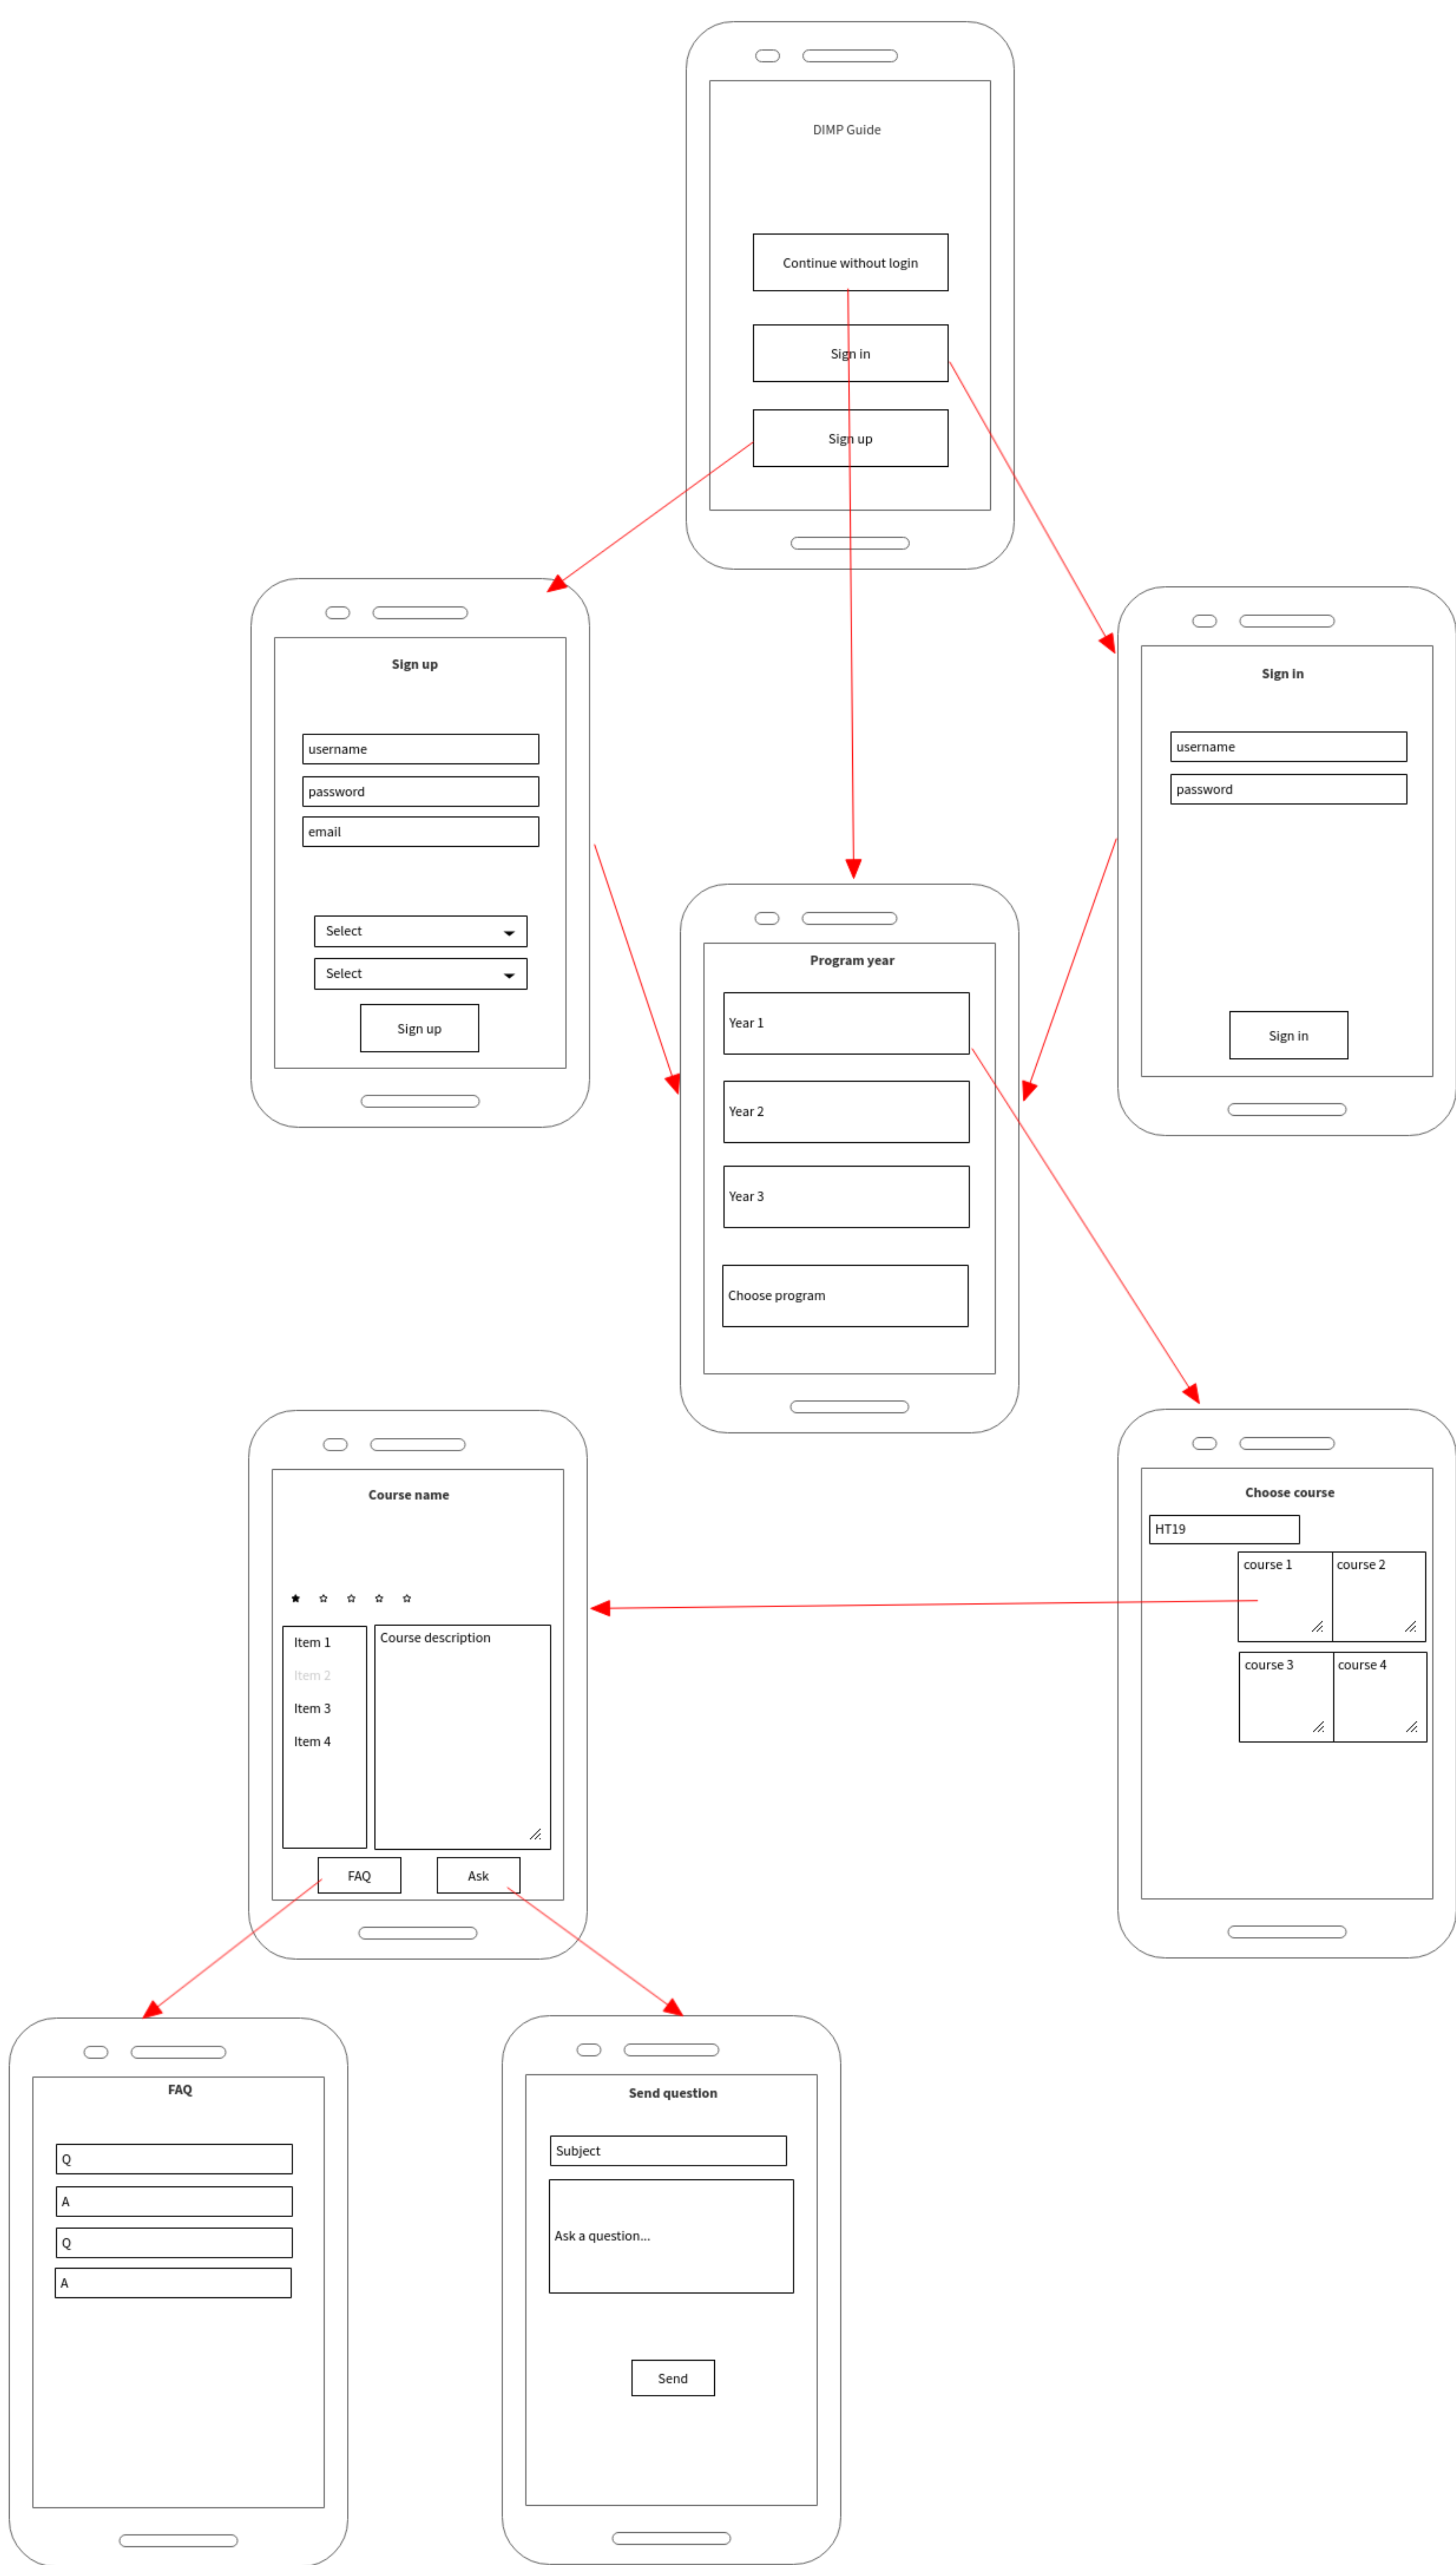 DIMP Guide
Continue without login
Sign in
Sign up
Sign up
username
password
email
Select
Select
Sign up
Sign in
username
password
Sign in
Program year
Year 1
Year 2
Year 3
Choose program
Course name
Item 1
Item 2
Item 3
Item 4
Course description
FAQ
Ask
Choose course
HT19
course 1
course 2
course 3
course 4
FAQ
Q
A
Q
A
Send question
Subject
Ask a question...
Send